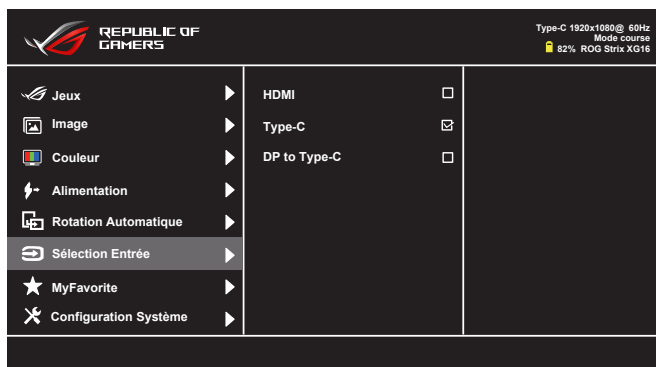 REPUBLIC OF
GAMERS
Type-C 1920x1080@ 60Hz
Mode course
82% ROG Strix XG16
Jeux
Image
Couleur
Alimentation
Rotation Automatique
Sélection Entrée
MyFavorite
Configuration Système
HDMI
Type-C
DP to Type-C